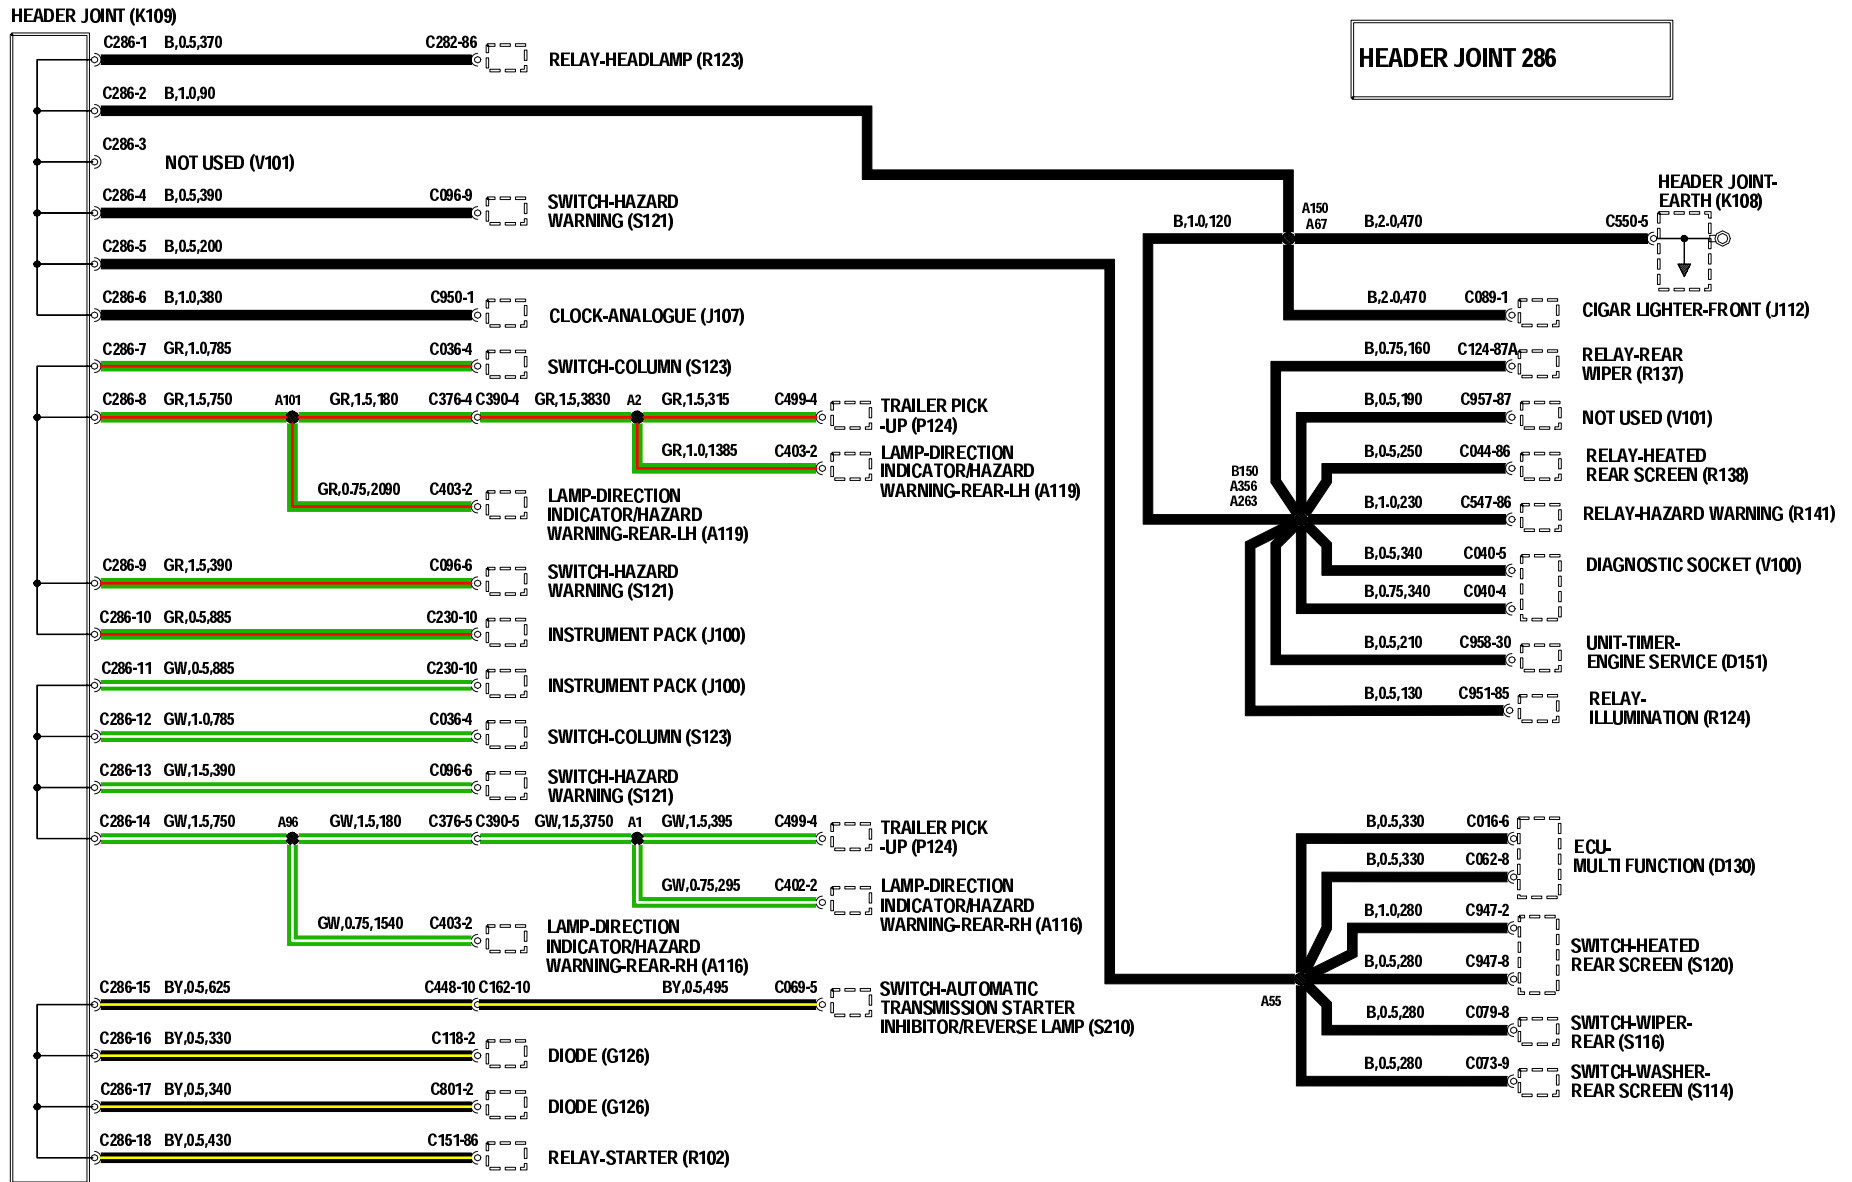 HEADER JOINT (K109)
HEADER JOINT 286
C286-1 B,0.5,370 C282-86
RELAY-HEADLAMP (R123)
C286-2 B,1.0,90
C286-3
NOT USED (V101)
C286-4 B,0.5,390 C096-9
SWITCH-HAZARD
WARNING (S121)
C286-5 B,0.5,200
C286-6 B,1.0,380 C950-1
CLOCK-ANALOGUE (J107)
C286-7 GR,1.0,785 C036-4
SWITCH-COLUMN (S123)
C286-8 GR,1.5,750 A101 GR,1.5,180 C376-4 C390-4 GR,1.5,3830 A2 GR,1.5,315 C499-4
TRAILER PICK
-UP (P124)
GR,1.0,1385 C403-2
LAMP-DIRECTION
INDICATOR/HAZARD
WARNING-REAR-LH (A119)
GR,0.75,2090 C403-2
LAMP-DIRECTION
INDICATOR/HAZARD
WARNING-REAR-LH (A119)
C286-9 GR,1.5,390 C096-6
SWITCH-HAZARD
WARNING (S121)
C286-10 GR,0.5,885 C230-10
INSTRUMENT PACK (J100)
C286-11 GW,0.5,885 C230-10
INSTRUMENT PACK (J100)
C286-12 GW,1.0,785 C036-4
SWITCH-COLUMN (S123)
C286-13 GW,1.5,390 C096-6
SWITCH-HAZARD
WARNING (S121)
C286-14 GW,1.5,750 A96 GW,1.5,180 C376-5 C390-5 GW,1.5,3750 A1 GW,1.5,395 C499-4
TRAILER PICK
-UP (P124)
GW,0.75,295 C402-2
LAMP-DIRECTION
INDICATOR/HAZARD
WARNING-REAR-RH (A116)
GW,0.75,1540 C403-2
LAMP-DIRECTION
INDICATOR/HAZARD
WARNING-REAR-RH (A116)
C286-15 BY,0.5,625 C448-10 C162-10 BY,0.5,495 C069-5
SWITCH-AUTOMATIC
TRANSMISSION STARTER
INHIBITOR/REVERSE LAMP (S210)
C286-16 BY,0.5,330 C118-2
DIODE (G126)
C286-17 BY,0.5,340 C801-2
DIODE (G126)
C286-18 BY,0.5,430 C151-86
RELAY-STARTER (R102)
HEADER JOINT-
EARTH (K108)
B,1.0,120 A150
A67
B,2.0,470 C550-5
B,2.0,470 C089-1
CIGAR LIGHTER-FRONT (J112)
B,0.75,160 C124-87A
RELAY-REAR
WIPER (R137)
B,0.5,190 C957-87
NOT USED (V101)
B,0.5,250 C044-86
RELAY-HEATED
REAR SCREEN (R138)
B150
A356
A263
B,1.0,230 C547-86
RELAY-HAZARD WARNING (R141)
B,0.5,340 C040-5
DIAGNOSTIC SOCKET (V100)
B,0.75,340 C040-4
B,0.5,210 C958-30
UNIT-TIMER-
ENGINE SERVICE (D151)
B,0.5,130 C951-85
RELAY-
ILLUMINATION (R124)
B,0.5,330 C016-6
ECU-
MULTI FUNCTION (D130)
B,0.5,330 C062-8
B,1.0,280 C947-2
SWITCH-HEATED
REAR SCREEN (S120)
B,0.5,280 C947-8
A55
B,0.5,280 C079-8
SWITCH-WIPER-
REAR (S116)
B,0.5,280 C073-9
SWITCH-WASHER-
REAR SCREEN (S114)